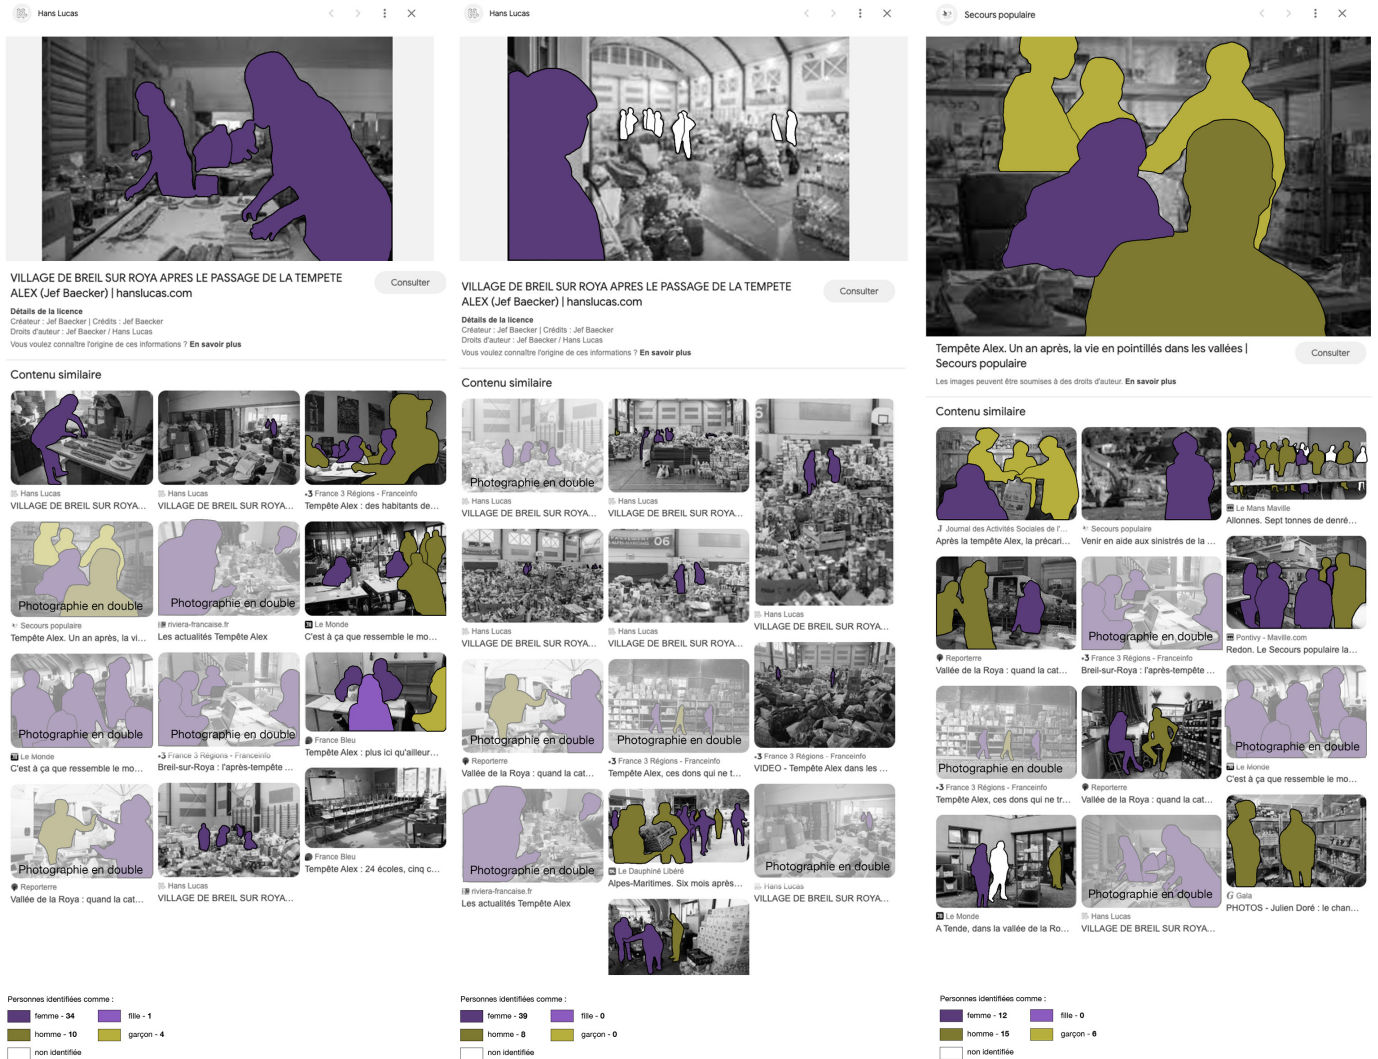 Hans Lucas
VILLAGE DE BREIL SUR ROYA APRES LE PASSAGE DE LA TEMPETE
ALEX (Jef Baecker) | hanslucas.com
Consulter
Détails de la licence
Créateur : Jef Baecker | Crédits : Jef Baecker
Droits d'auteur : Jef Baecker / Hans Lucas
Vous voulez connaître l'origine de ces informations ? En savoir plus
Contenu similaire
Hans Lucas
VILLAGE DE BREIL SUR ROYA...
Hans Lucas
VILLAGE DE BREIL SUR ROYA...
France 3 Régions - Franceinfo
Tempête Alex : des habitants de...
Photographie en double
Secours populaire
Tempête Alex. Un an après, la vi...
Photographie en double
riviera-francaise.fr
Les actualités Tempête Alex
Le Monde
C'est à ça que ressemble le mo...
Le Monde
C'est à ça que ressemble le mo...
Photographie en double
France 3 Régions - Franceinfo
Breil-sur-Roya : l'après-tempête ...
France Bleu
Tempête Alex : plus ici qu'ailleur...
Photographie en double
Reporterre
Vallée de la Roya : quand la cat...
Hans Lucas
VILLAGE DE BREIL SUR ROYA...
France Bleu
Tempête Alex : 24 écoles, cinq c...
Personnes identifiées comme :
femme - 34
fille - 1
homme - 10
garçon - 4
non identifiée
Hans Lucas
VILLAGE DE BREIL SUR ROYA APRES LE PASSAGE DE LA TEMPETE
ALEX (Jef Baecker) | hanslucas.com
Consulter
Détails de la licence
Créateur : Jef Baecker | Crédits : Jef Baecker
Droits d'auteur : Jef Baecker / Hans Lucas
Vous voulez connaître l'origine de ces informations ? En savoir plus
Contenu similaire
Photographie en double
Hans Lucas
VILLAGE DE BREIL SUR ROYA...
Hans Lucas
VILLAGE DE BREIL SUR ROYA...
Hans Lucas
VILLAGE DE BREIL SUR ROYA...
06
Hans Lucas
VILLAGE DE BREIL SUR ROYA...
Hans Lucas
VILLAGE DE BREIL SUR ROYA...
Photographie en double
Reporterre
Vallée de la Roya : quand la cat...
Photographie en double
France 3 Régions - Franceinfo
Tempête Alex, ces dons qui ne t...
France 3 Régions - Franceinfo
VIDEO - Tempête Alex dans les ...
Photographie en double
riviera-francaise.fr
Les actualités Tempête Alex
Le Dauphiné Libéré
Alpes-Maritimes. Six mois après...
Photographie en double
Hans Lucas
VILLAGE DE BREIL SUR ROYA...
Personnes identifiées comme :
femme - 39
fille - 0
homme - 8
garçon - 0
non identifiée
Secours populaire
Tempête Alex. Un an après, la vie en pointillés dans les vallées |
Secours populaire
Consulter
Les images peuvent être soumises à des droits d'auteur. En savoir plus
Contenu similaire
Journal des Activités Sociales de l'...
Après la tempête Alex, la précari...
Secours populaire
Venir en aide aux sinistrés de la ...
Le Mans Maville
Allonnes. Sept tonnes de denré...
Reporterre
Vallée de la Roya : quand la cat...
Photographie en double
France 3 Régions - Franceinfo
Breil-sur-Roya : l'après-tempête ...
Pontivy - Maville.com
Redon. Le Secours populaire la...
Photographie en double
France 3 Régions - Franceinfo
Tempête Alex, ces dons qui ne tr...
Reporterre
Vallée de la Roya : quand la cat...
Photographie en double
Le Monde
C'est à ça que ressemble le mo...
Le Monde
A Tende, dans la vallée de la Ro...
Photographie en double
Hans Lucas
VILLAGE DE BREIL SUR ROYA...
Gala
PHOTOS - Julien Doré : le chan...
Personnes identifiées comme :
femme - 12
fille - 0
homme - 15
garçon - 6
non identifiée